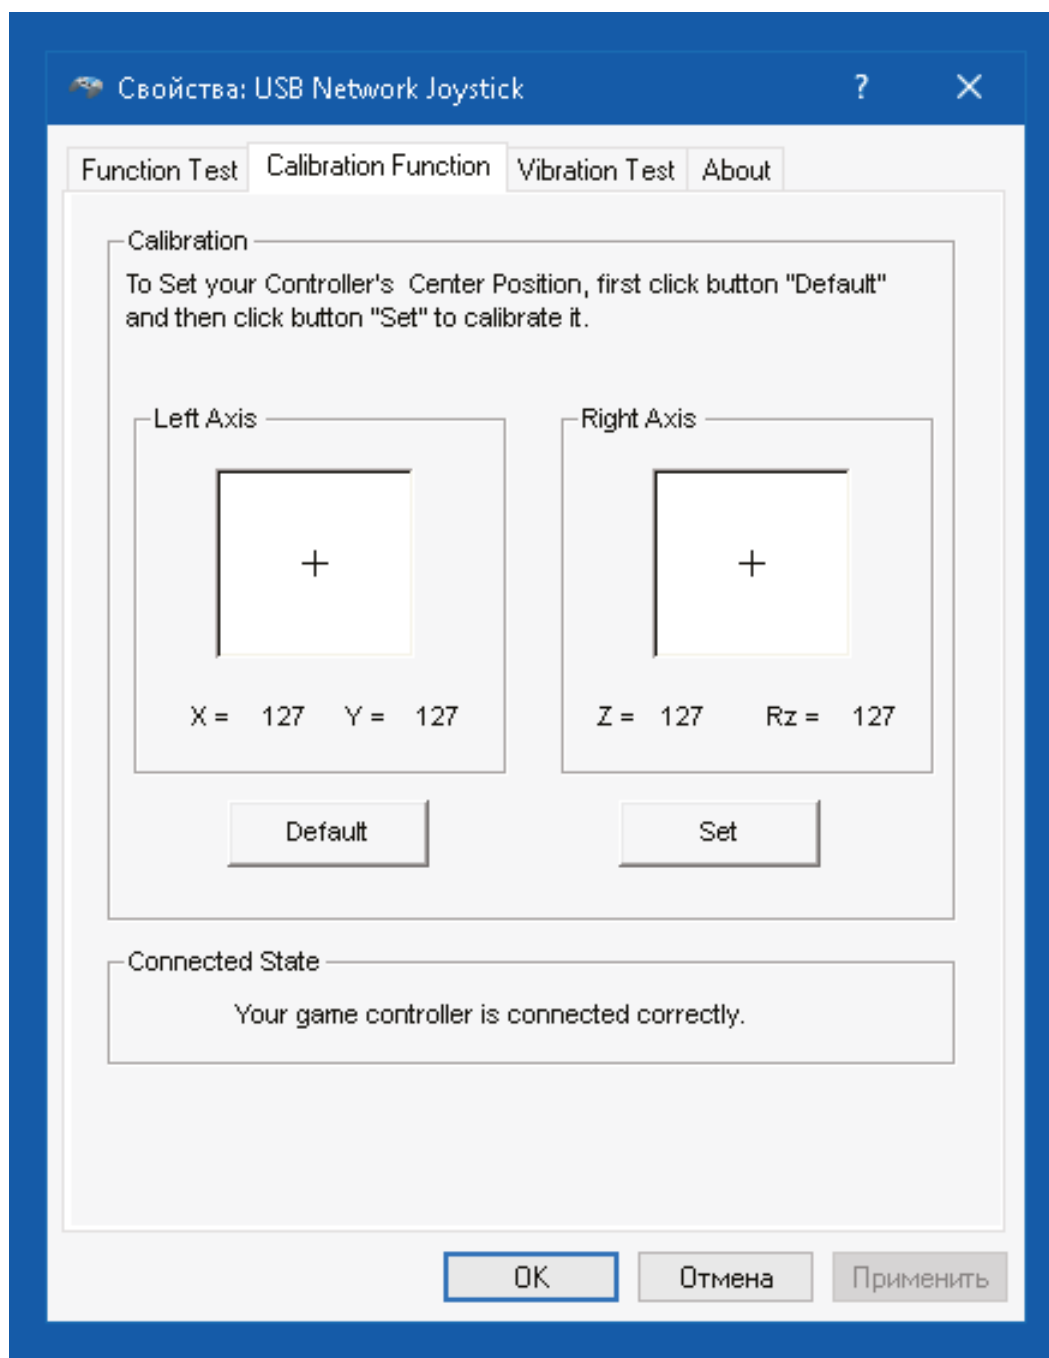 Свойства: USB Network Joystick ?
Function Test Calibration Function Vibration Test About
Calibration
To Set your Controller's Center Position, first click button "Default"
and then click button "Set" to calibrate it.
Left Axis Right Axis
X = 127 Y = 127 Z = 127 Rz = 127
Default Set
Connected State
Your game controller is connected correctly.
OK Отмена Применить